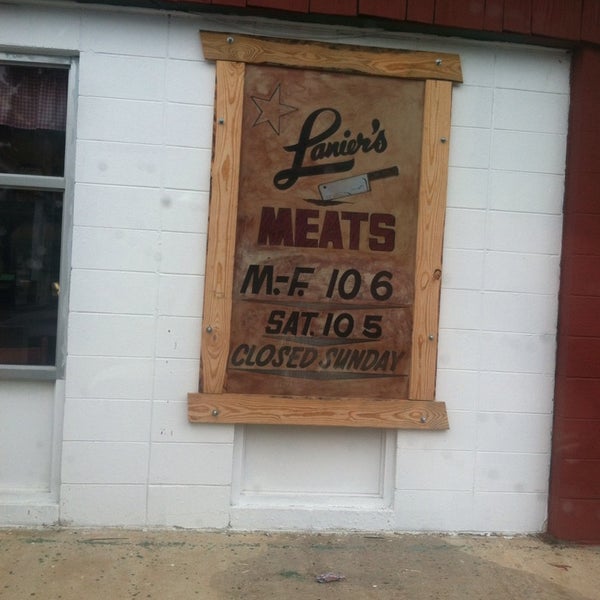 Lanier's
MEATS
M.-F. 10 6
SAT. 10 5
CLOSED SUNDAY